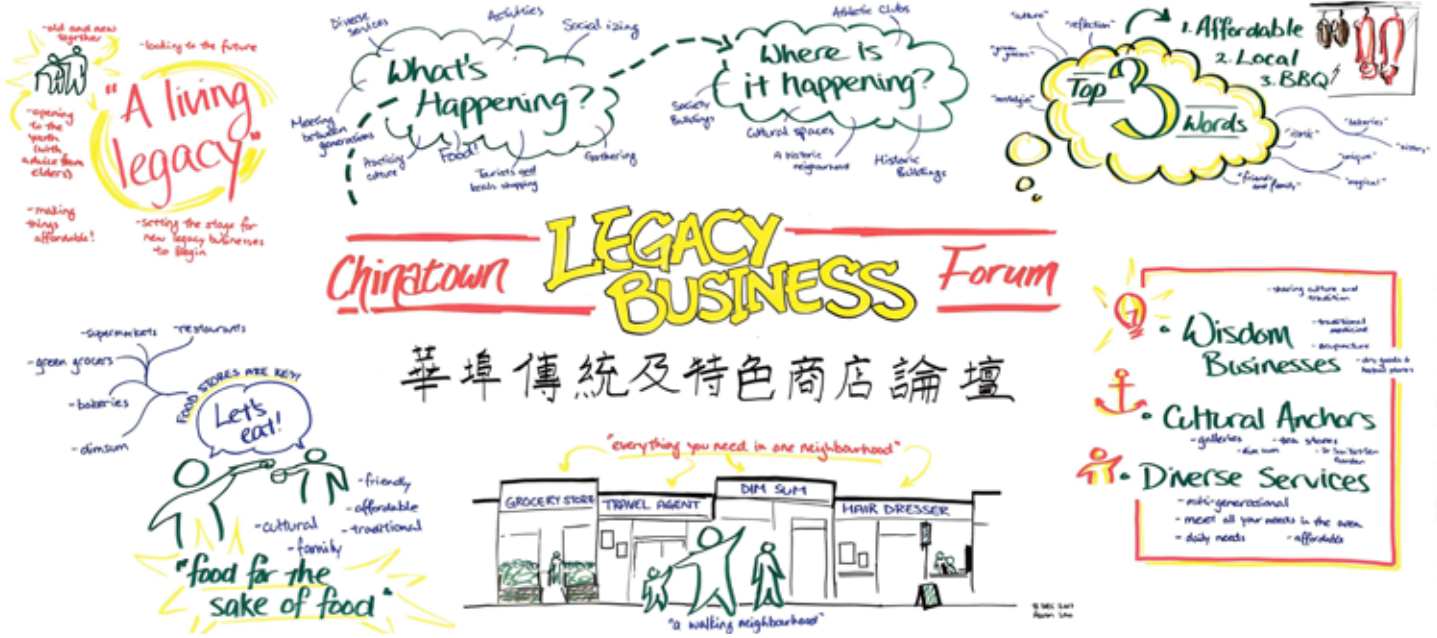 -old and new
together
-looking to the future
"A living
legacy"
-opening
to the
youth (with
advice from
elders)
-making
things
affordable!
-setting the stage for
new legacy businesses
to begin
Diverse
services
Activities
Socializing
What's
Happening?
Meeting
between
generations
Practicing
culture
Food!
Tourists and
locals shopping
Gathering
Athletic Clubs
Where is
it happening?
Society
Buildings
Cultural spaces
A historic
neighbourhood
Historic
Buildings
"culture"
"reflection"
"green
grocers"
"nostalgia"
Top
3
Words
1. Affordable
2. Local
3. BBQ!
"iconic"
"bakeries"
"history"
"unique"
"magical"
"friends
and family"
Chinatown
LEGACY
BUSINESS
Forum
華埠傳統及特色商店論壇
-supermarkets
-restaurants
-green grocers
-bakeries
-dimsum
FOOD STORES ARE KEY!
Let's
eat!
-friendly
-affordable
-cultural
-traditional
-family
"food for the
sake of food"
"everything you need in one neighbourhood"
GROCERY STORE
TRAVEL AGENT
DIM SUM
HAIR DRESSER
"a walking neighbourhood"
-sharing culture and
tradition
• Wisdom
Businesses
-traditional
medicine
-acupuncture
-dry goods &
herbal stores
• Cultural Anchors
-galleries
-tea stores
-dim sum
-Dr Sun Yat-Sen
Garden
• Diverse Services
-multi-generational
-meet all your needs in the area
-daily needs
-affordable